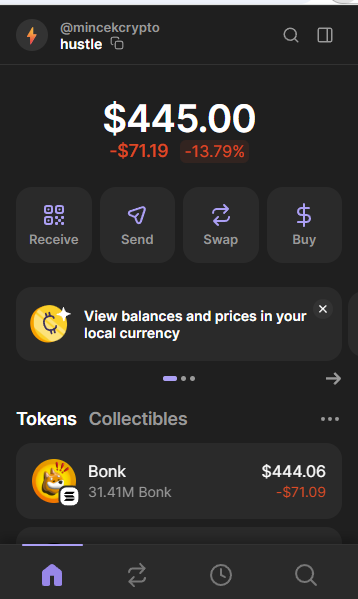 @mincekcrypto
hustle
$445.00
-$71.19 -13.79%
Receive Send Swap Buy
View balances and prices in your
local currency
Tokens Collectibles
Bonk $444.06
31.41M Bonk -$71.09